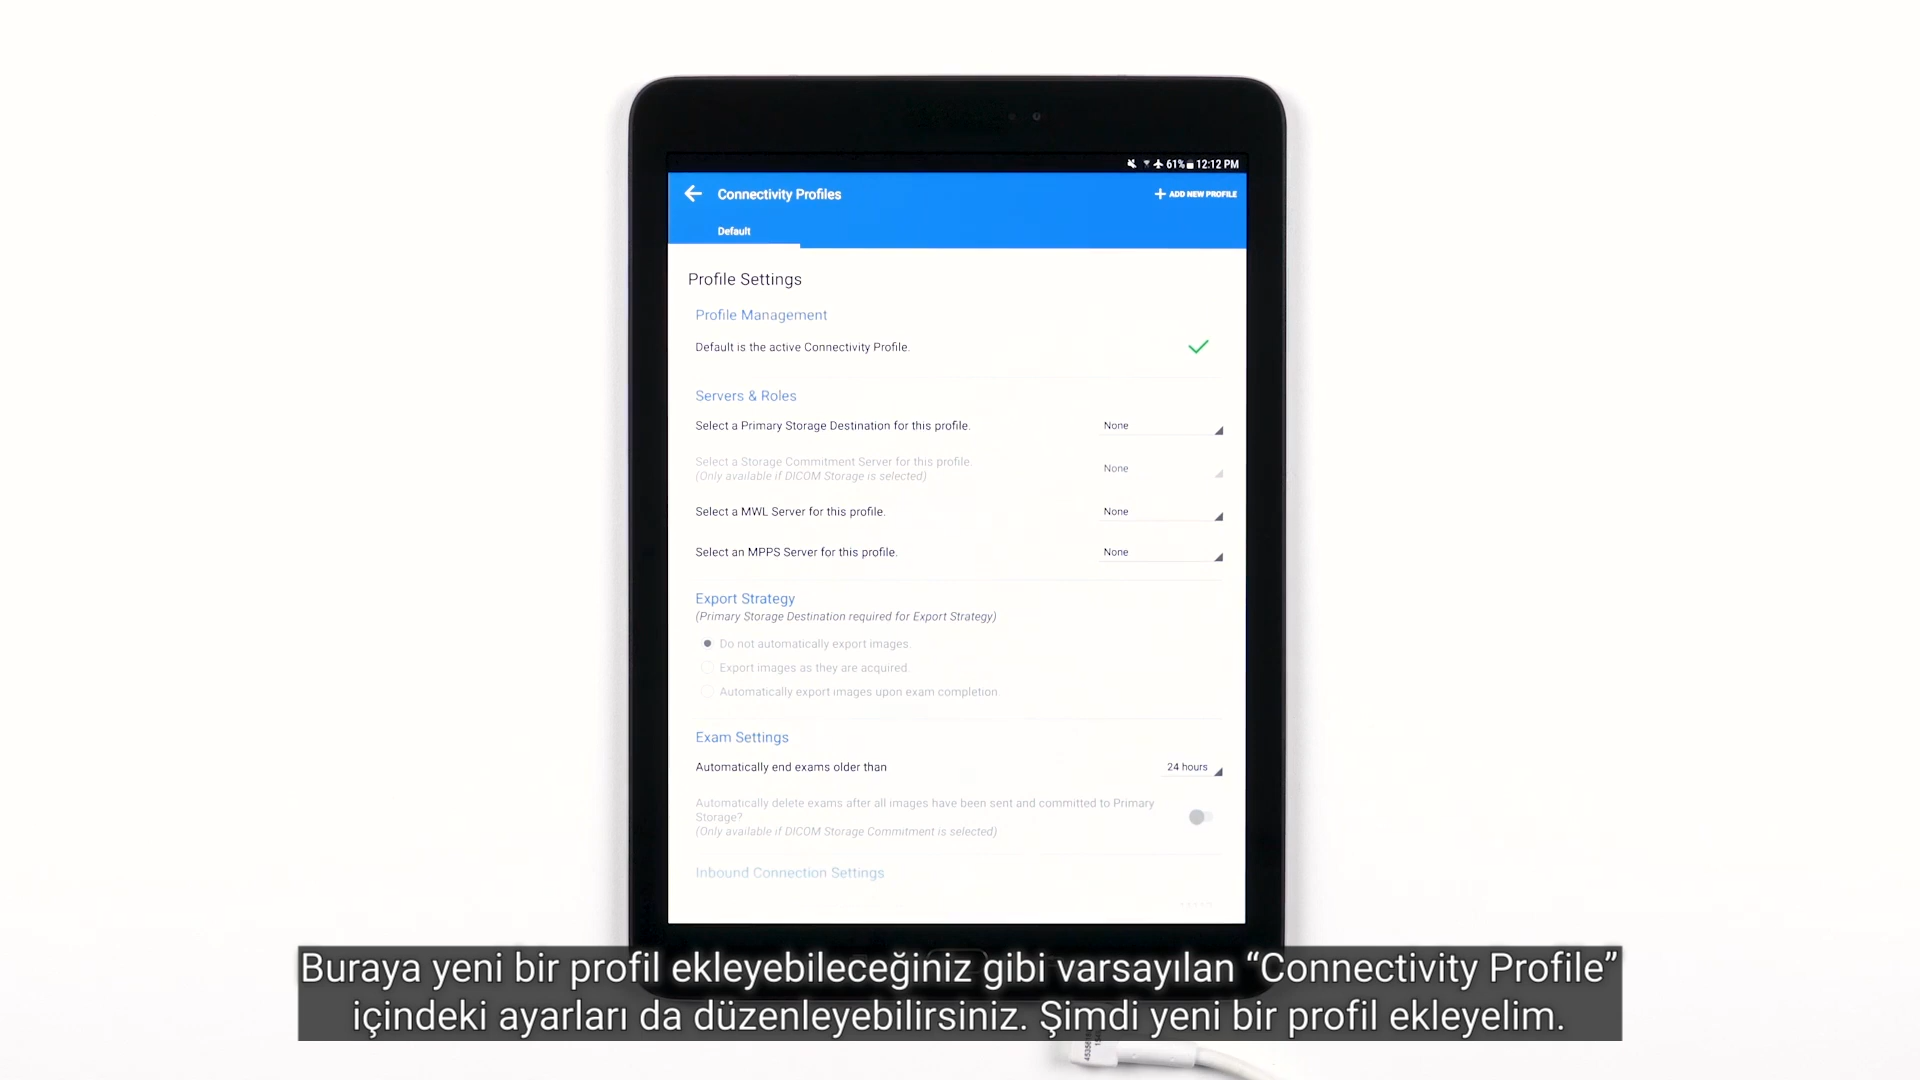 61% 12:12 PM
Connectivity Profiles
ADD NEW PROFILE
Default
Profile Settings
Profile Management
Default is the active Connectivity Profile.
Servers & Roles
Select a Primary Storage Destination for this profile.
None
Select a Storage Commitment Server for this profile.
(Only available if DICOM Storage is selected)
None
Select a MWL Server for this profile.
None
Select an MPPS Server for this profile.
None
Export Strategy
(Primary Storage Destination required for Export Strategy)
Do not automatically export images.
Export images as they are acquired.
Automatically export images upon exam completion
Exam Settings
Automatically end exams older than
24 hours
Automatically delete exams after all images have been sent and committed to Primary
Storage?
(Only available if DICOM Storage Commitment is selected)
Inbound Connection Settings
Buraya yeni bir profil ekleyebileceğiniz gibi varsayılan “Connectivity Profile”
içindeki ayarları da düzenleyebilirsiniz. Şimdi yeni bir profil ekleyelim.